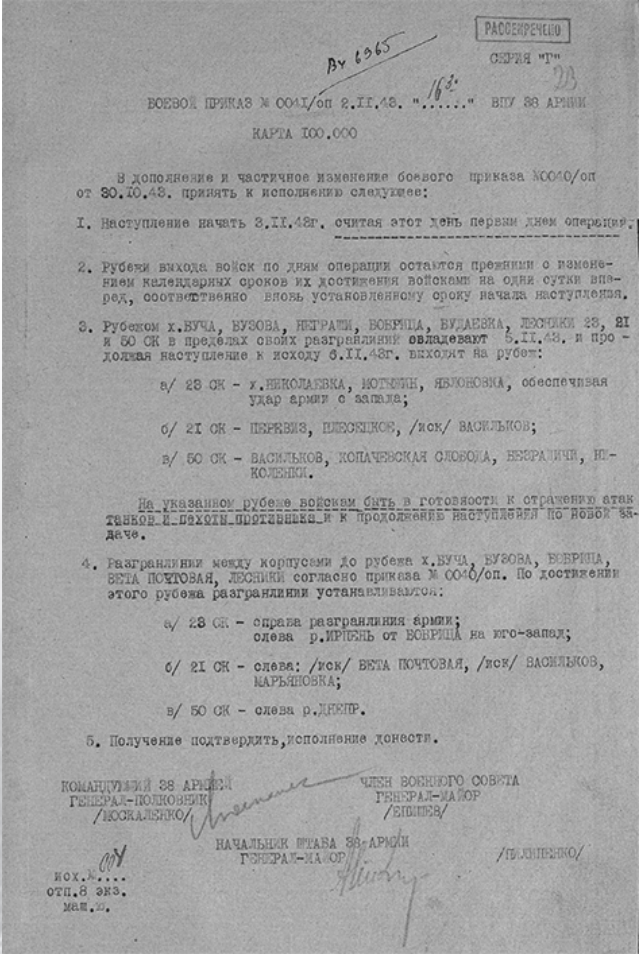 РАССЕКРЕЧЕНО
СЕРИЯ "Г"
Вх 6965
БОЕВОЙ ПРИКАЗ № 0041/оп 2.II.43. "......" ВПУ 38 АРМИИ
КАРТА 100.000
В дополнение и частичное изменение боевого приказа №0040/оп
от 30.10.43. принять к исполнению следующее:
I. Наступление начать 3.II.43г. считая этот день первым днем операции.
2. Рубежи выхода войск по дням операции остаются прежними с измене-
нием календарных сроков их достижения войсками на одни сутки впе-
ред, соответственно вновь установленному сроку начала наступления.
3. Рубежом х.БУЧА, БУЗОВА, НЕГРАШИ, БОБРИЦА, БУДАЕВКА, ЛЕСНИКИ 23, 21
и 50 СК в пределах своих разгранлиний овладевают 5.II.43. и про-
должая наступление к исходу 6.II.43г. выходят на рубеж:
а/ 23 СК - х.НИКОЛАЕВКА, МОТЫЖИН, ЯБЛОНОВКА, обеспечивая
удар армии с запада;
б/ 21 СК - ПЕРЕВИЗ, ПЛЕСЕЦКОЕ, /иск/ ВАСИЛЬКОВ;
в/ 50 СК - ВАСИЛЬКОВ, КОПАЧЕВСКАЯ СЛОБОДА, БЕЗРАДИЧИ, НИ-
КОЛЕНКИ.
На указанном рубеже войскам быть в готовности к отражению атак
танков и пехоты противника и к продолжению наступления по новой за-
даче.
4. Разгранлинии между корпусами до рубежа х.БУЧА, БУЗОВА, БОБРИЦА,
ВЕТА ПОЧТОВАЯ, ЛЕСНИКИ согласно приказа № 0040/оп. По достижении
этого рубежа разгранлинии устанавливаются:
а/ 23 СК - справа разгранлиния армии;
слева р.ИРПЕНЬ от БОБРИЦА на юго-запад;
б/ 21 СК - слева: /иск/ ВЕТА ПОЧТОВАЯ, /иск/ ВАСИЛЬКОВ,
МАРЬЯНОВКА;
в/ 50 СК - слева р.ДНЕПР.
5. Получение подтвердить,исполнение донести.
КОМАНДУЮЩИЙ 38 АРМИЕЙ ЧЛЕН ВОЕННОГО СОВЕТА
ГЕНЕРАЛ-ПОЛКОВНИК ГЕНЕРАЛ-МАЙОР
/МОСКАЛЕНКО/ /ЕПИШЕВ/
НАЧАЛЬНИК ШТАБА 38 АРМИИ
ГЕНЕРАЛ-МАЙОР /ПИЛИПЕНКО/
исх.№....
отп.8 экз.
маш.